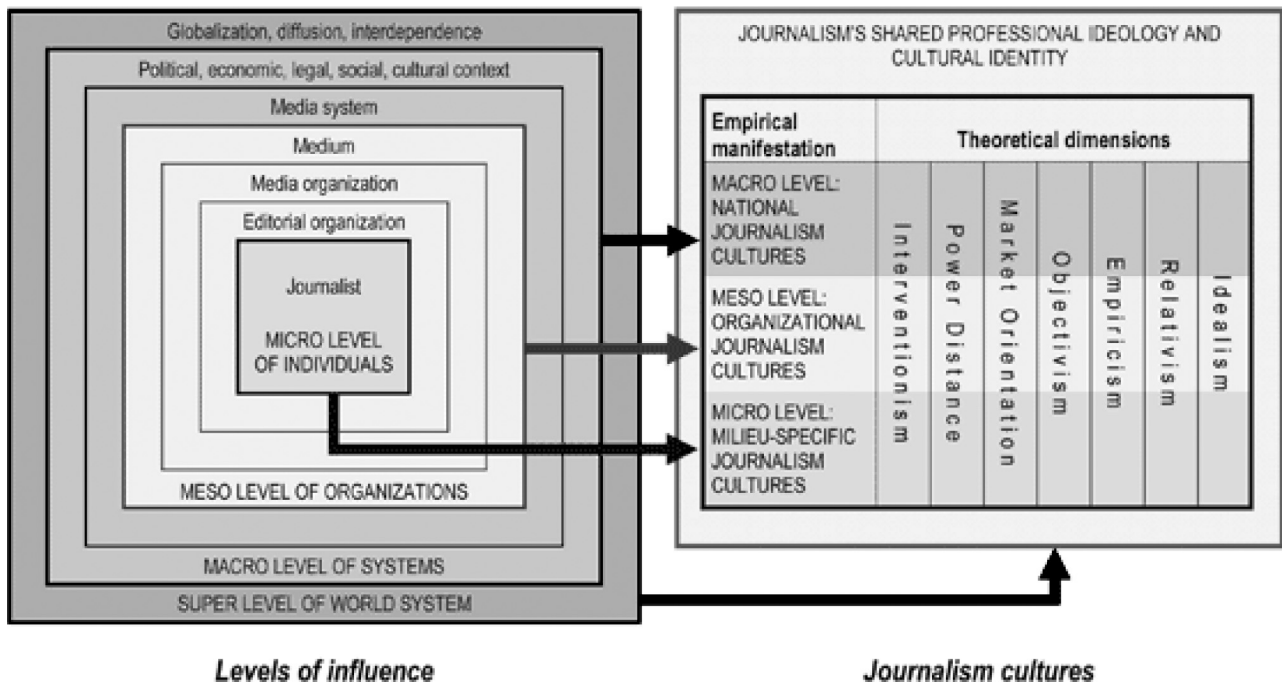 Globalization, diffusion, interdependence
Political, economic, legal, social, cultural context
Media system
Medium
Media organization
Editorial organization
Journalist
MICRO LEVEL
OF INDIVIDUALS
MESO LEVEL OF ORGANIZATIONS
MACRO LEVEL OF SYSTEMS
SUPER LEVEL OF WORLD SYSTEM
Levels of influence
JOURNALISM'S SHARED PROFESSIONAL IDEOLOGY AND
CULTURAL IDENTITY
Empirical
manifestation
Theoretical dimensions
MACRO LEVEL:
NATIONAL
JOURNALISM
CULTURES
MESO LEVEL:
ORGANIZATIONAL
JOURNALISM
CULTURES
MICRO LEVEL:
MILIEU-SPECIFIC
JOURNALISM
CULTURES
Interventionism
Power Distance
Market Orientation
Objectivism
Empiricism
Relativism
Idealism
Journalism cultures